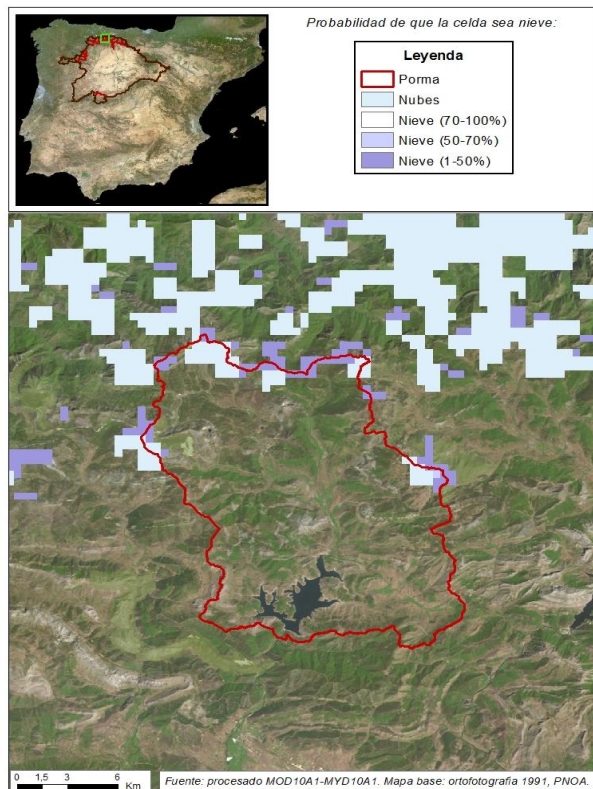 Probabilidad de que la celda sea nieve:
Leyenda
Porma
Nubes
Nieve (70-100%)
Nieve (50-70%)
Nieve (1-50%)
0 1,5 3 6
Km
Fuente: procesado MOD10A1-MYD10A1. Mapa base: ortofotografía 1991, PNOA.